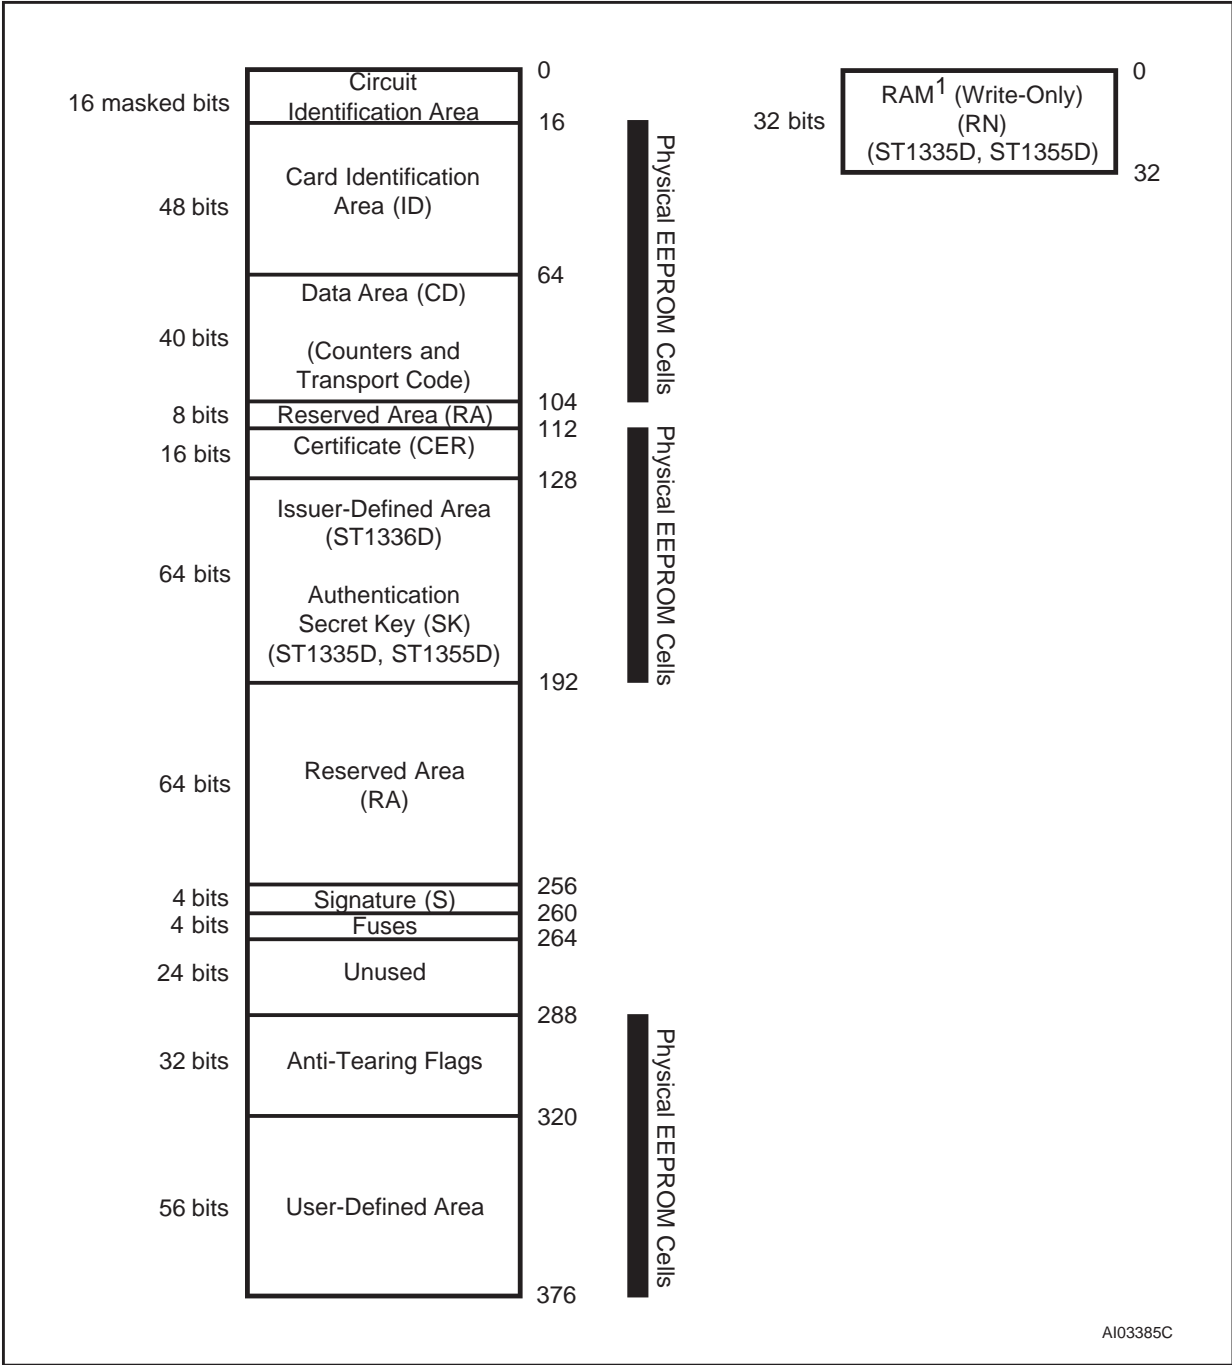 0
Circuit
16 masked bits
Identification Area
16
48 bits
Card Identification
Area (ID)
64
40 bits
Data Area (CD)
(Counters and
Transport Code)
104
8 bits
Reserved Area (RA)
112
16 bits
Certificate (CER)
128
64 bits
Issuer-Defined Area
(ST1336D)
Authentication
Secret Key (SK)
(ST1335D, ST1355D)
192
64 bits
Reserved Area
(RA)
256
4 bits
Signature (S)
260
4 bits
Fuses
264
24 bits
Unused
288
32 bits
Anti-Tearing Flags
320
56 bits
User-Defined Area
376
Physical EEPROM Cells
Physical EEPROM Cells
Physical EEPROM Cells
0
32 bits
RAM1 (Write-Only)
(RN)
(ST1335D, ST1355D)
32
AI03385C